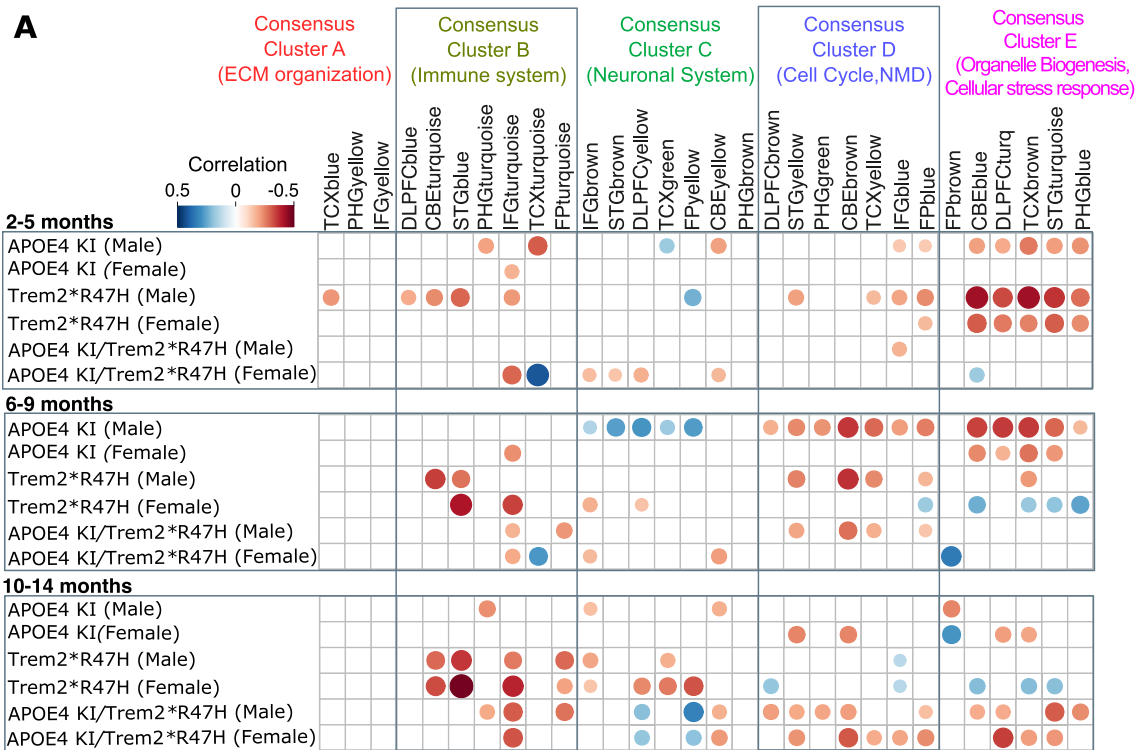 A
Consensus
Cluster A
(ECM organization)
Consensus
Cluster B
(Immune system)
Consensus
Cluster C
(Neuronal System)
Consensus
Cluster D
(Cell Cycle,NMD)
Consensus
Cluster E
(Organelle Biogenesis,
Cellular stress response)
Correlation
0.5 0 -0.5
TCXblue
PHGyellow
IFGyellow
DLPFCblue
CBEturquoise
STGblue
PHGturquoise
IFGturquoise
TCXturquoise
FPturquoise
IFGbrown
STGbrown
DLPFCyellow
TCXgreen
FPyellow
CBEyellow
PHGbrown
DLPFCbrown
STGyellow
PHGgreen
CBEbrown
TCXyellow
IFGblue
FPblue
FPbrown
CBEblue
DLPFCturq
TCXbrown
STGturquoise
PHGblue
2-5 months
APOE4 KI (Male)
APOE4 KI (Female)
Trem2*R47H (Male)
Trem2*R47H (Female)
APOE4 KI/Trem2*R47H (Male)
APOE4 KI/Trem2*R47H (Female)
6-9 months
APOE4 KI (Male)
APOE4 KI (Female)
Trem2*R47H (Male)
Trem2*R47H (Female)
APOE4 KI/Trem2*R47H (Male)
APOE4 KI/Trem2*R47H (Female)
10-14 months
APOE4 KI (Male)
APOE4 KI(Female)
Trem2*R47H (Male)
Trem2*R47H (Female)
APOE4 KI/Trem2*R47H (Male)
APOE4 KI/Trem2*R47H (Female)